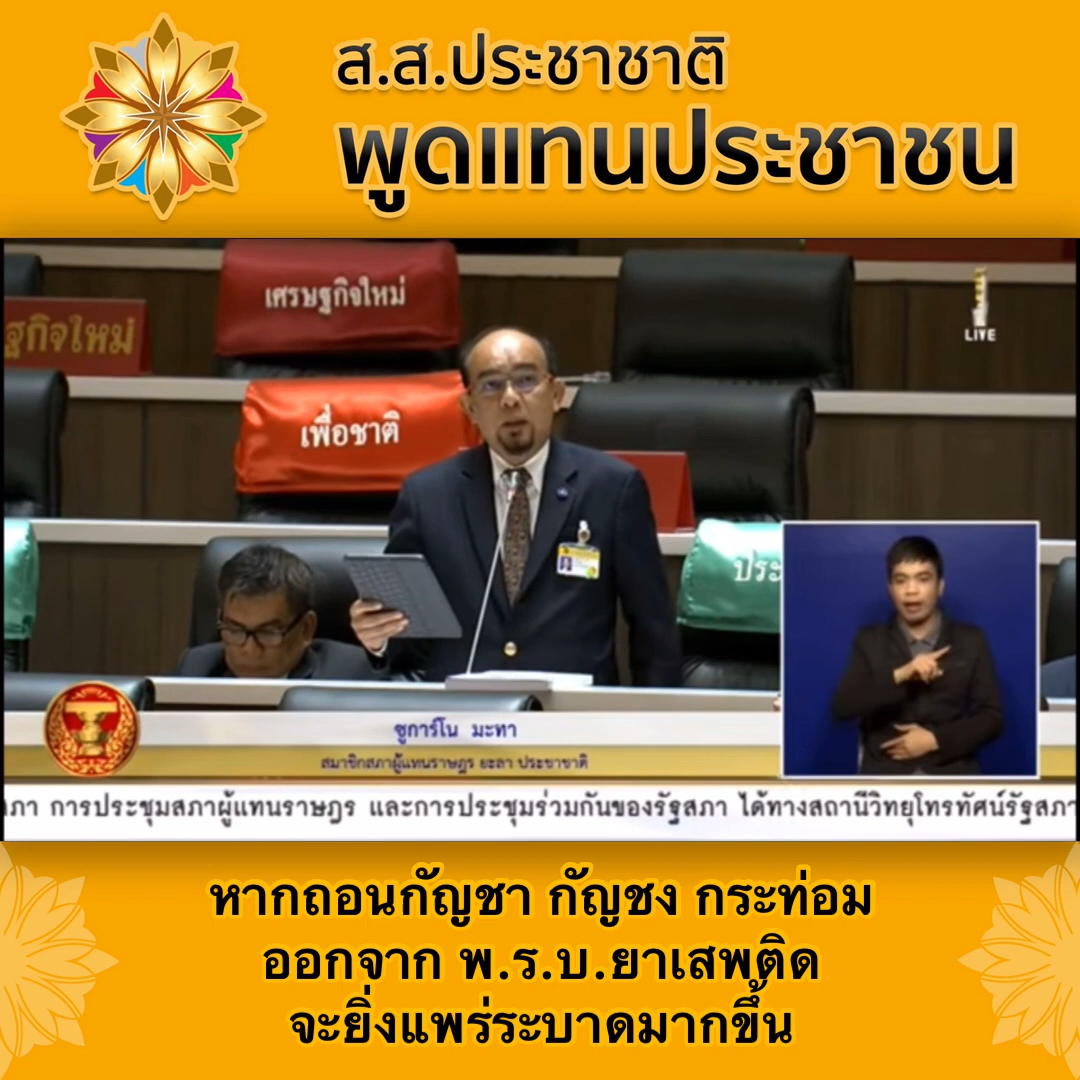 ส.ส.ประชาชาติ
พูดแทนประชาชน
เศรษฐกิจใหม่
ฐกิจใหม่
LIVE
เพื่อชาติ
ประ
ซูการ์โน มะทา
สมาชิกสภาผู้แทนราษฎร ยะลา ประชาชาติ
สภา การประชุมสภาผู้แทนราษฎร และการประชุมร่วมกันของรัฐสภา ได้ทางสถานีวิทยุโทรทัศน์รัฐสภา
หากถอนกัญชา กัญชง กระท่อม
ออกจาก พ.ร.บ.ยาเสพติด
จะยิ่งแพร่ระบาดมากขึ้น